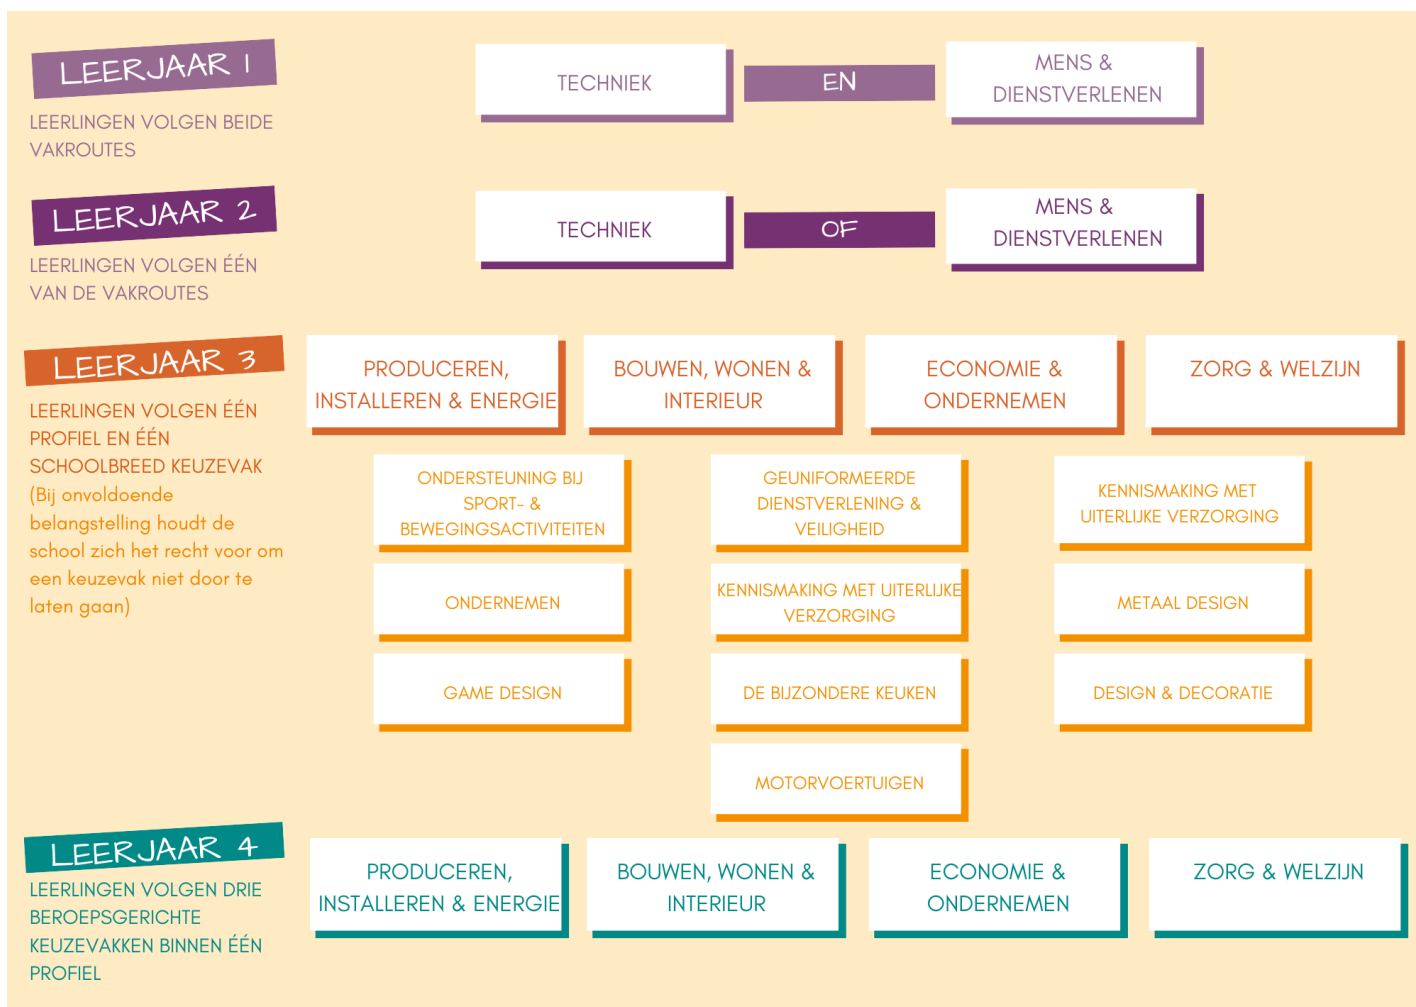 LEERJAAR 1
LEERLINGEN VOLGEN BEIDE
VAKROUTES
TECHNIEK
EN
MENS &
DIENSTVERLENEN
LEERJAAR 2
LEERLINGEN VOLGEN ÉÉN
VAN DE VAKROUTES
TECHNIEK
OF
MENS &
DIENSTVERLENEN
LEERJAAR 3
LEERLINGEN VOLGEN ÉÉN
PROFIEL EN ÉÉN
SCHOOLBREED KEUZEVAK
(Bij onvoldoende
belangstelling houdt de
school zich het recht voor om
een keuzevak niet door te
laten gaan)
PRODUCEREN,
INSTALLEREN & ENERGIE
BOUWEN, WONEN &
INTERIEUR
ECONOMIE &
ONDERNEMEN
ZORG & WELZIJN
ONDERSTEUNING BIJ
SPORT- &
BEWEGINGSACTIVITEITEN
GEUNIFORMEERDE
DIENSTVERLENING &
VEILIGHEID
KENNISMAKING MET
UITERLIJKE VERZORGING
ONDERNEMEN
KENNISMAKING MET UITERLIJKE
VERZORGING
METAAL DESIGN
GAME DESIGN
DE BIJZONDERE KEUKEN
DESIGN & DECORATIE
MOTORVOERTUIGEN
LEERJAAR 4
LEERLINGEN VOLGEN DRIE
BEROEPSGERICHTE
KEUZEVAKKEN BINNEN ÉÉN
PROFIEL
PRODUCEREN,
INSTALLEREN & ENERGIE
BOUWEN, WONEN &
INTERIEUR
ECONOMIE &
ONDERNEMEN
ZORG & WELZIJN